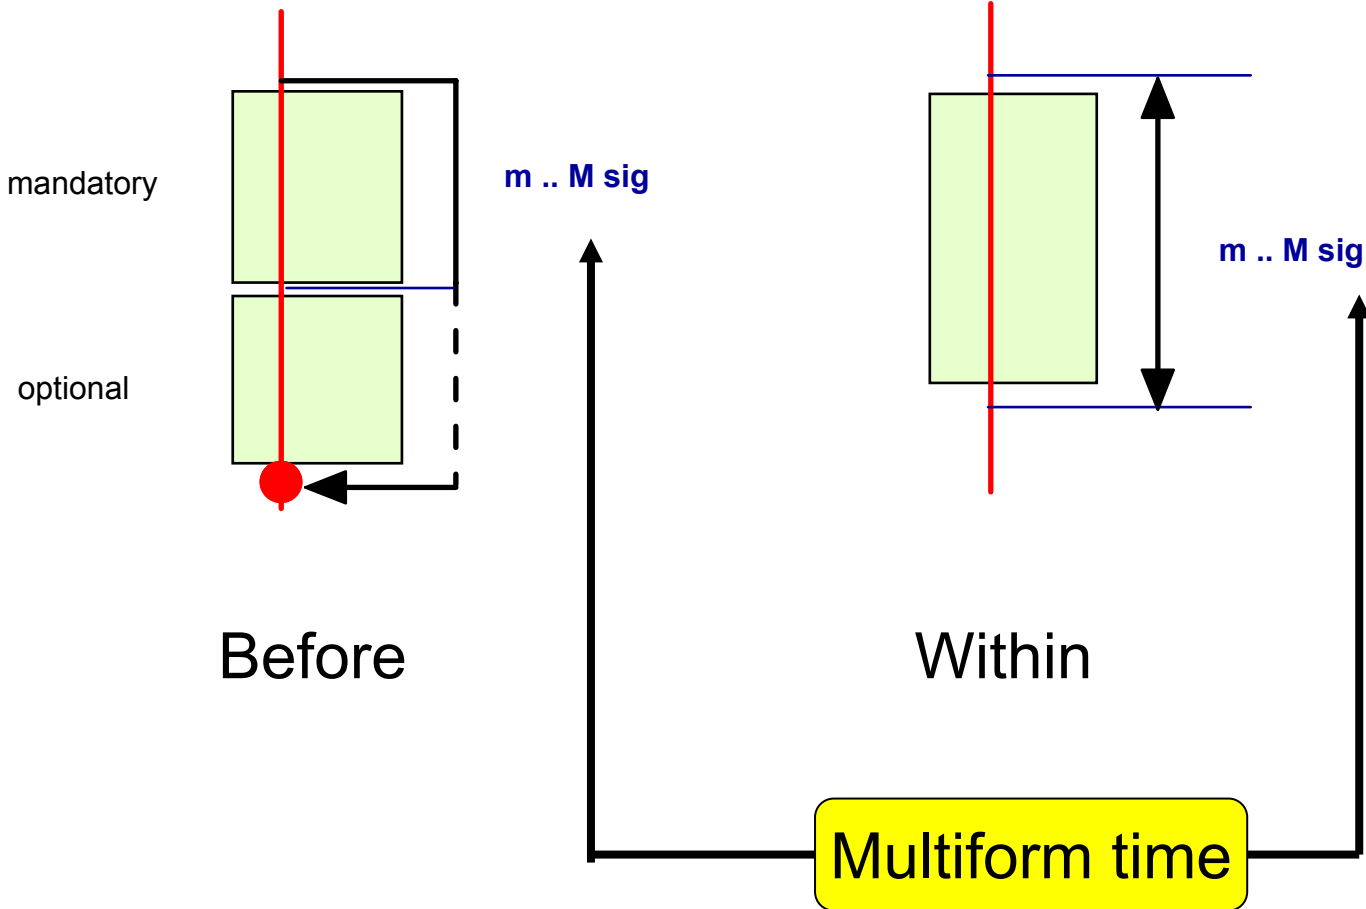 mandatory
m .. M sig
m .. M sig
optional
Before
Within
Multiform time